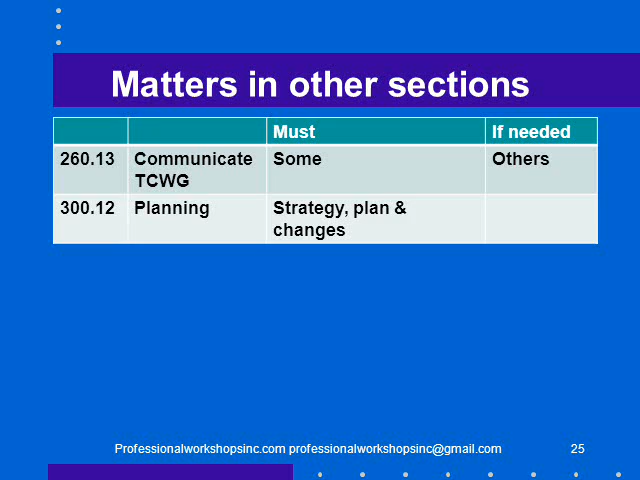 Matters in other sections
Must If needed
260.13 Communicate Some Others
TCWG
300.12 Planning Strategy, plan &
changes
Professionalworkshopsinc.com professionalworkshopsinc@gmail.com 25